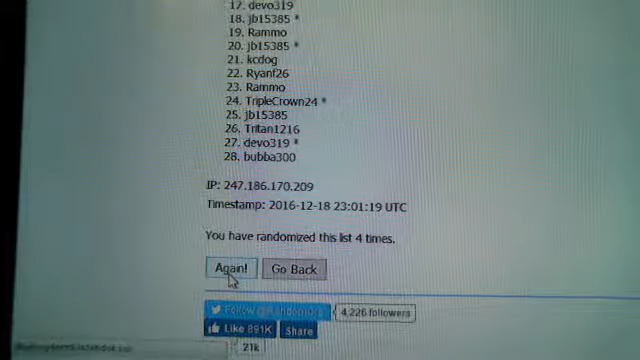 17. devo319
18. jb15385 *
19. Rammo
20. jb15385 *
21. kcdog
22. Ryanf26
23. Rammo
24. TripleCrown24 *
25. jb15385
26. Tritan1216
27. devo319 *
28. bubba300
IP: 247.186.170.209
Timestamp: 2016-12-18 23:01:19 UTC
You have randomized this list 4 times.
Again! Go Back
Follow 4,226 followers
Like 891K Share
21k